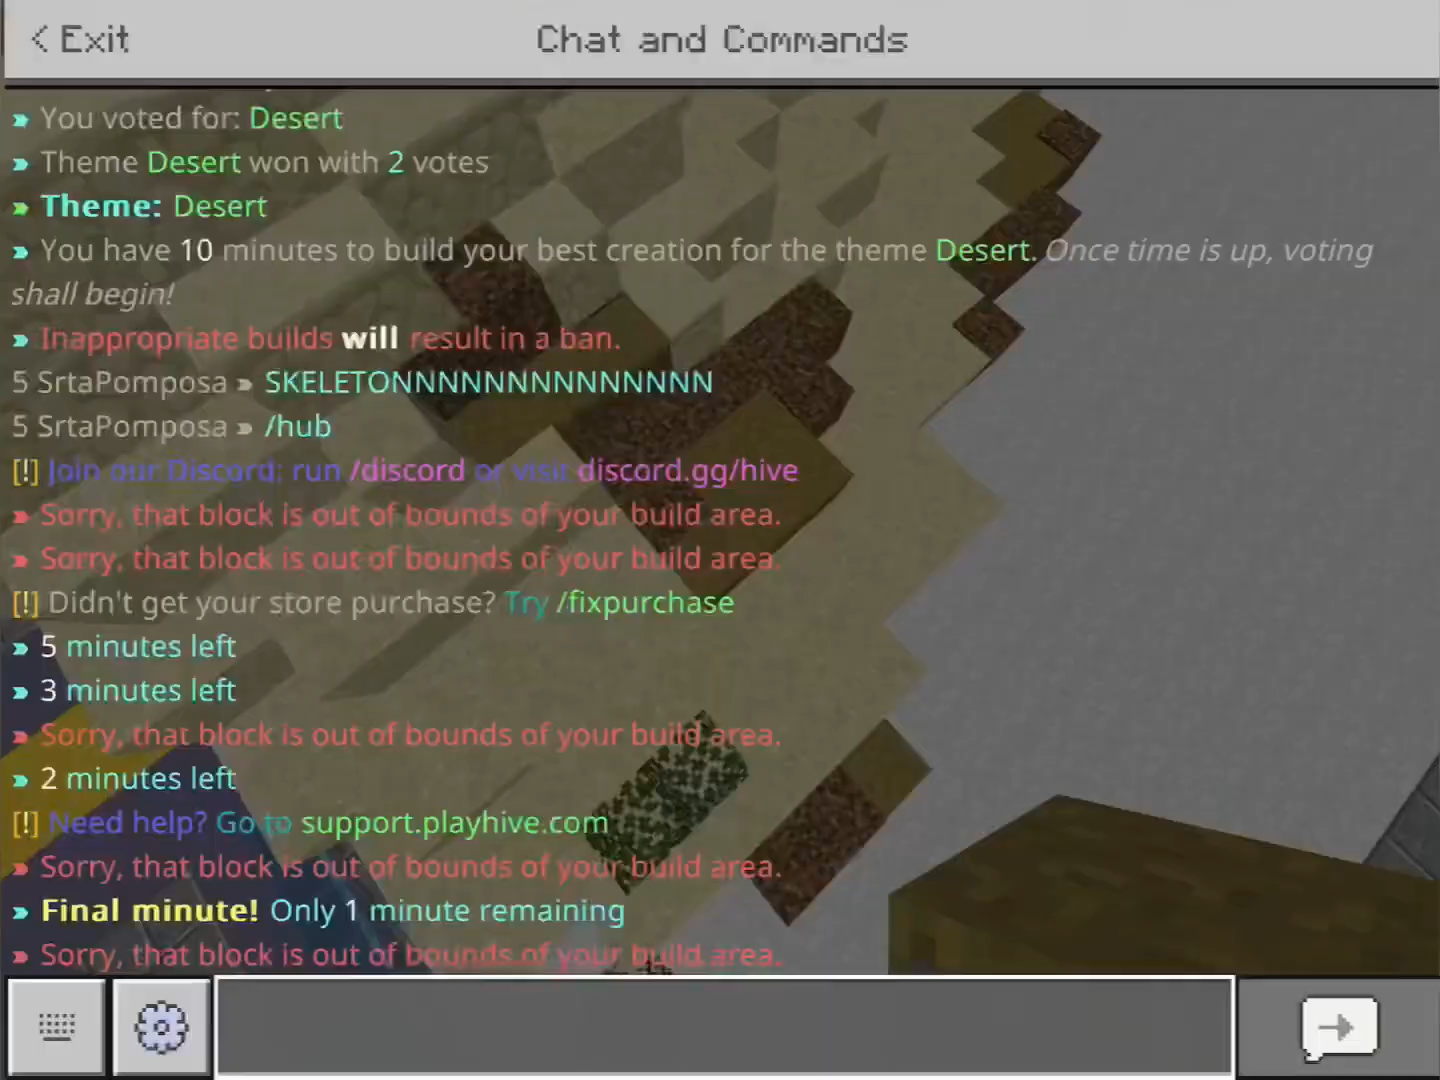 < Exit
Chat and Commands
» You voted for: Desert
» Theme Desert won with 2 votes
» Theme: Desert
» You have 10 minutes to build your best creation for the theme Desert. Once time is up, voting
shall begin!
» Inappropriate builds will result in a ban.
5 SrtaPomposa » SKELETONNNNNNNNNNNNNNN
5 SrtaPomposa » /hub
[!] Join our Discord; run /discord or visit discord.gg/hive
» Sorry, that block is out of bounds of your build area.
» Sorry, that block is out of bounds of your build area.
[!] Didn't get your store purchase? Try /fixpurchase
» 5 minutes left
» 3 minutes left
» Sorry, that block is out of bounds of your build area.
» 2 minutes left
[!] Need help? Go to support.playhive.com
» Sorry, that block is out of bounds of your build area.
» Final minute! Only 1 minute remaining
» Sorry, that block is out of bounds of your build area.